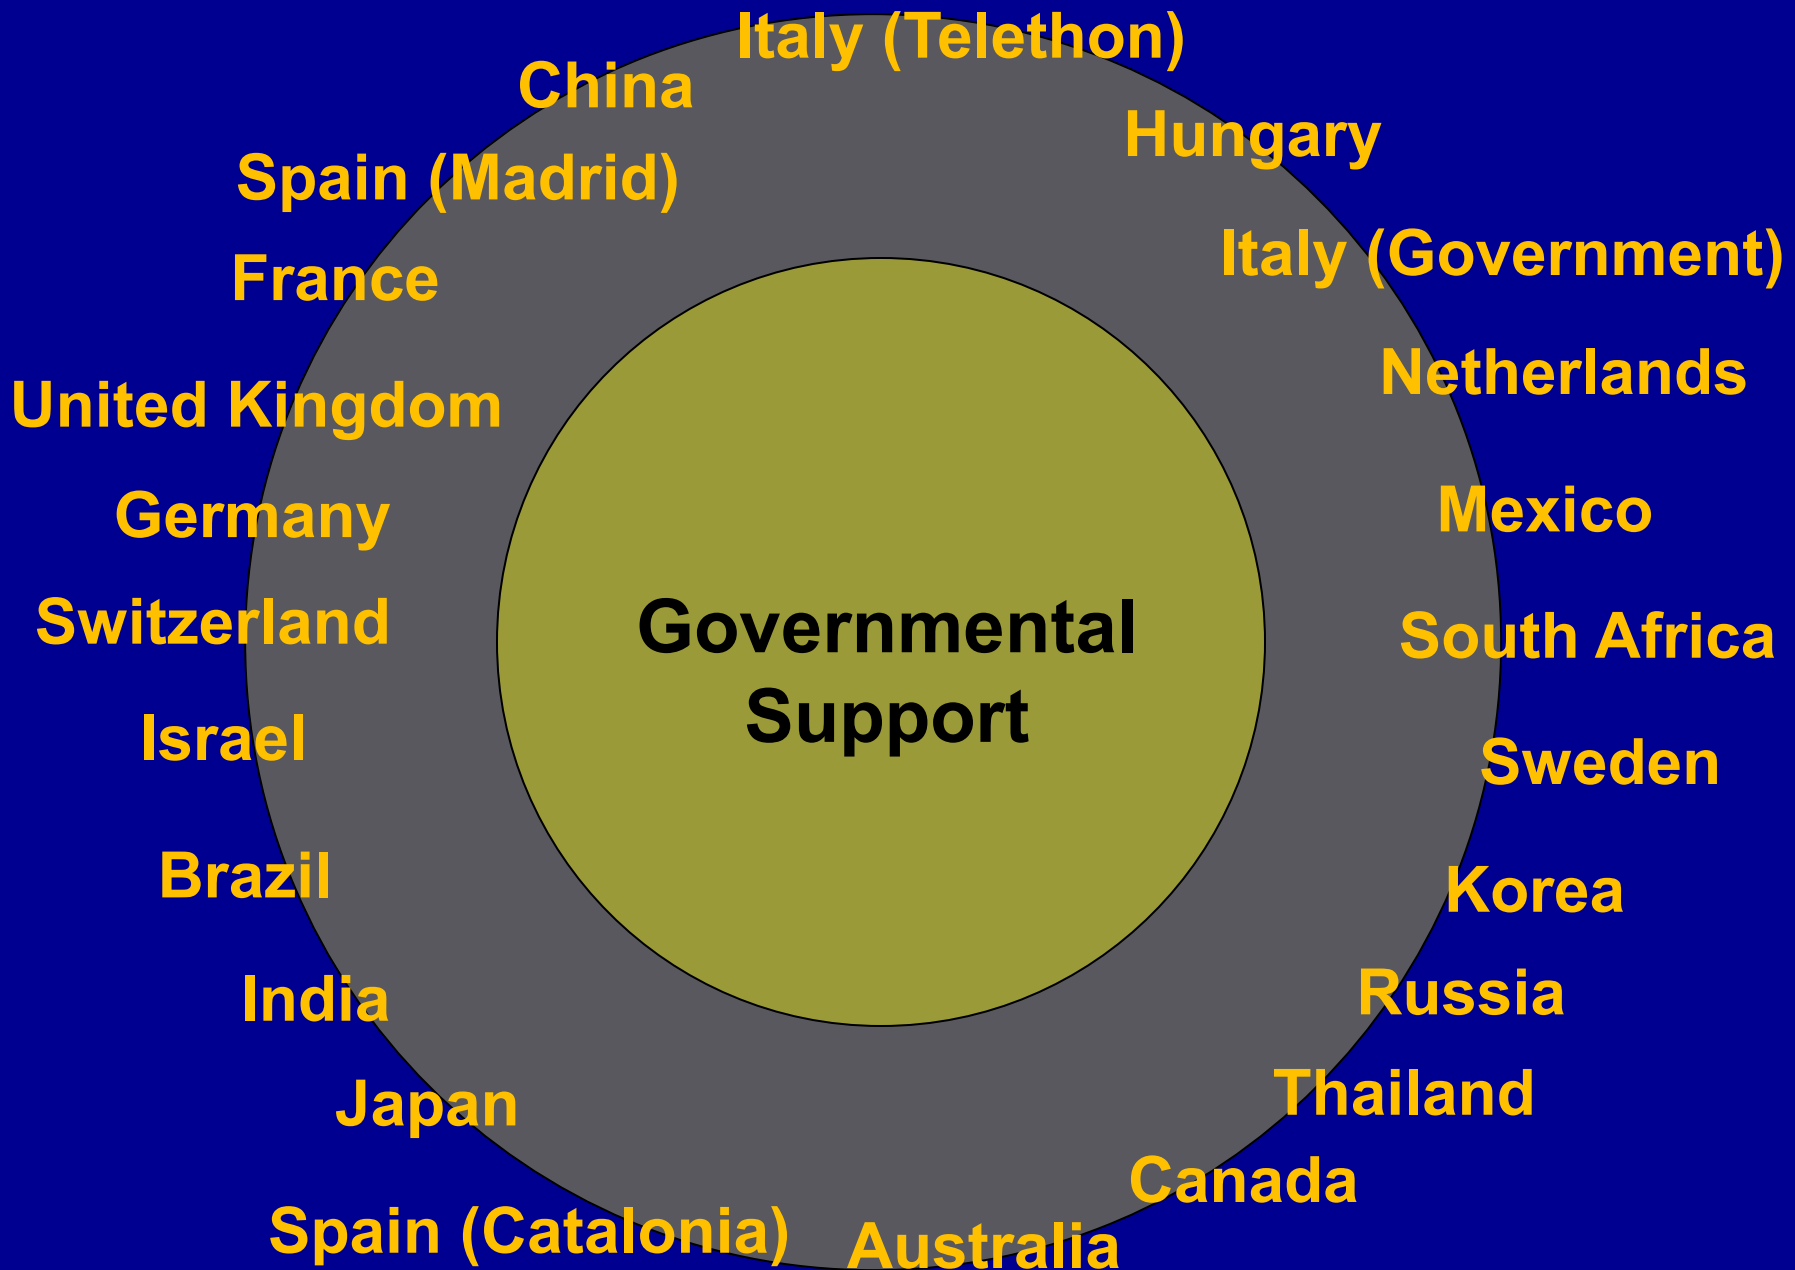 Italy (Telethon)
China
Hungary
Spain (Madrid)
Italy (Government)
France
Netherlands
United Kingdom
Mexico
Germany
Switzerland
Governmental
Support
South Africa
Israel
Sweden
Brazil
Korea
India
Russia
Japan
Thailand
Canada
Spain (Catalonia)
Australia